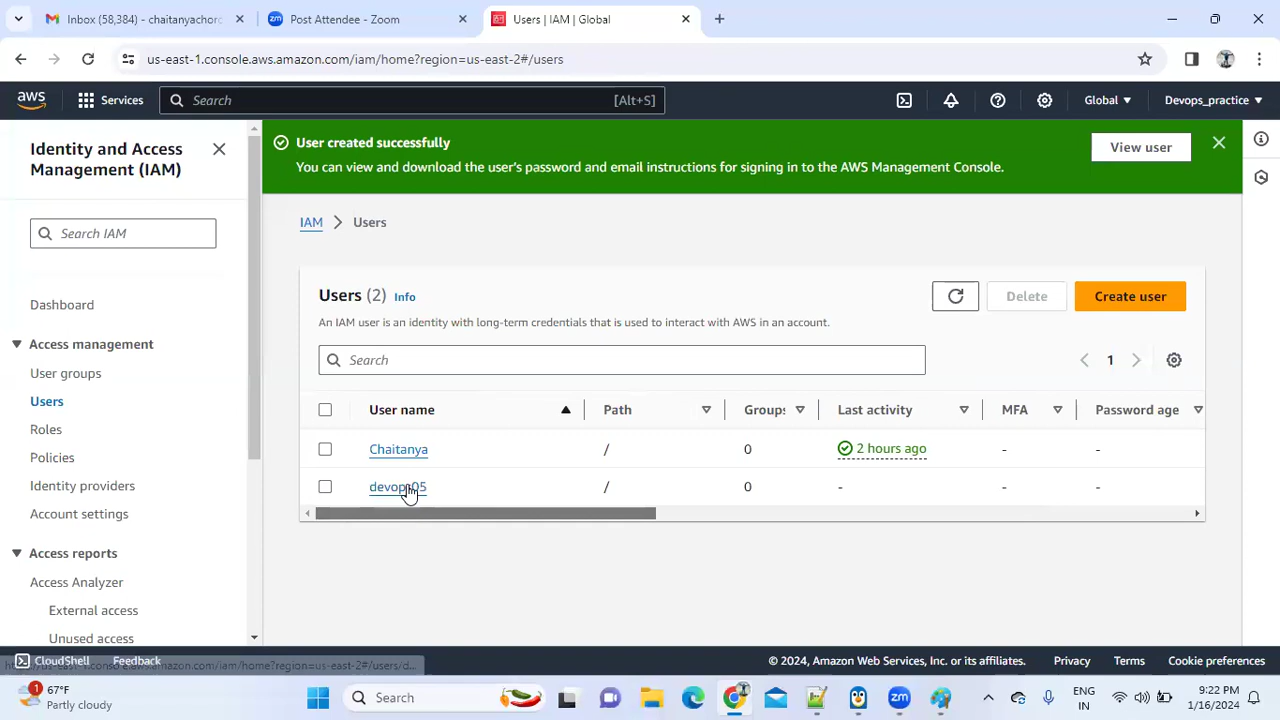 Inbox (58,384) - chaitanyachor
Post Attendee - Zoom
Users | IAM | Global
us-east-1.console.aws.amazon.com/iam/home?region=us-east-2#/users
aws
Services
Search
[Alt+S]
Global
Devops_practice
Identity and Access
Management (IAM)
Search IAM
Dashboard
Access management
User groups
Users
Roles
Policies
Identity providers
Account settings
Access reports
Access Analyzer
External access
Unused access
User created successfully
You can view and download the user's password and email instructions for signing in to the AWS Management Console.
View user
IAM > Users
Users (2) Info
Delete
Create user
An IAM user is an identity with long-term credentials that is used to interact with AWS in an account.
Search
1
User name Path Groups Last activity MFA Password age
Chaitanya / 0 2 hours ago - -
/ 0 - - -
CloudShell Feedback
© 2024, Amazon Web Services, Inc. or its affiliates. Privacy Terms Cookie preferences
1
67°F
Partly cloudy
Search
ENG
IN
9:22 PM
1/16/2024